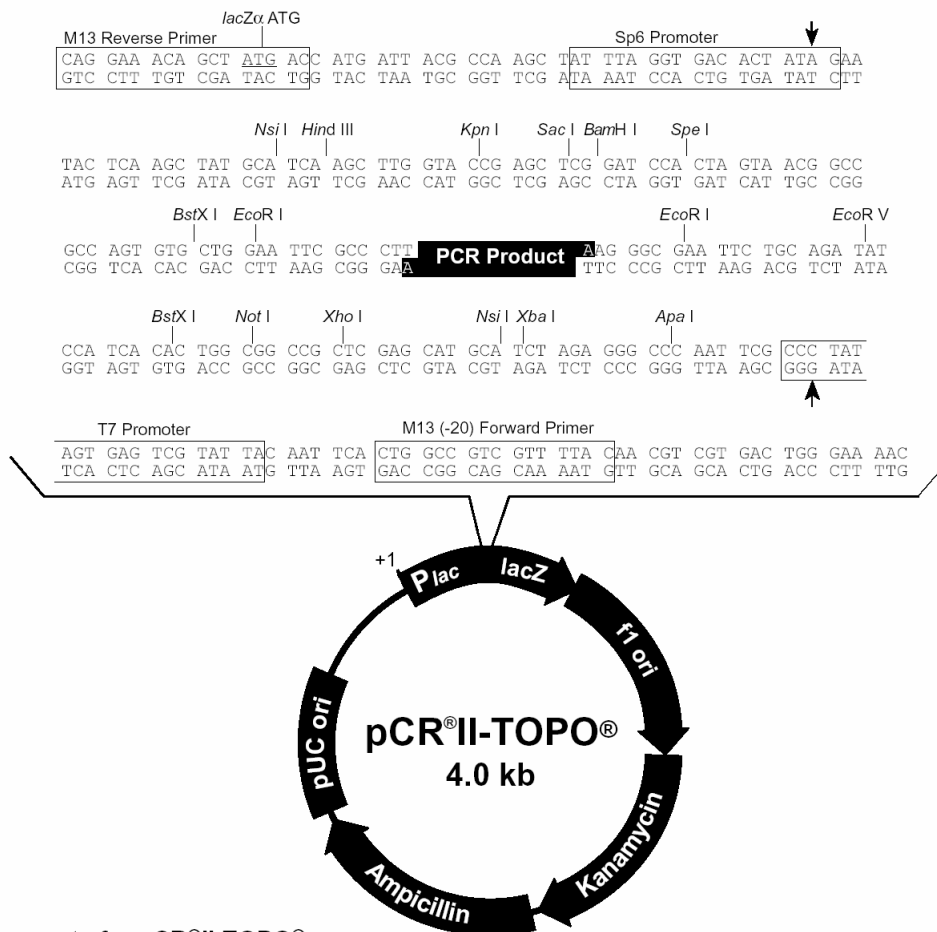 lacZα ATG
M13 Reverse Primer Sp6 Promoter
CAG GAA ACA GCT ATG ACC ATG ATT ACG CCA AGC TAT TTA GGT GAC ACT ATA GAA
GTC CTT TGT CGA TAC TGG TAC TAA TGC GGT TCG ATA AAT CCA CTG TGA TAT CTT
Nsi I Hind III Kpn I Sac I BamH I Spe I
TAC TCA AGC TAT GCA TCA AGC TTG GTA CCG AGC TCG GAT CCA CTA GTA ACG GCC
ATG AGT TCG ATA CGT AGT TCG AAC CAT GGC TCG AGC CTA GGT GAT CAT TGC CGG
BstX I EcoR I EcoR I EcoR V
GCC AGT GTG CTG GAA TTC GCC CTT PCR Product AAG GGC GAA TTC TGC AGA TAT
CGG TCA CAC GAC CTT AAG CGG GAA TTC CCG CTT AAG ACG TCT ATA
BstX I Not I Xho I Nsi I Xba I Apa I
CCA TCA CAC TGG CGG CCG CTC GAG CAT GCA TCT AGA GGG CCC AAT TCG CCC TAT
GGT AGT GTG ACC GCC GGC GAG CTC GTA CGT AGA TCT CCC GGG TTA AGC GGG ATA
T7 Promoter M13 (-20) Forward Primer
AGT GAG TCG TAT TAC AAT TCA CTG GCC GTC GTT TTA CAA CGT CGT GAC TGG GAA AAC
TCA CTC AGC ATA ATG TTA AGT GAC CGG CAG CAA AAT GTT GCA GCA CTG ACC CTT TTG
+1
Plac lacZ
f1 ori
pUC ori
pCR®II-TOPO®
4.0 kb
Kanamycin
Ampicillin